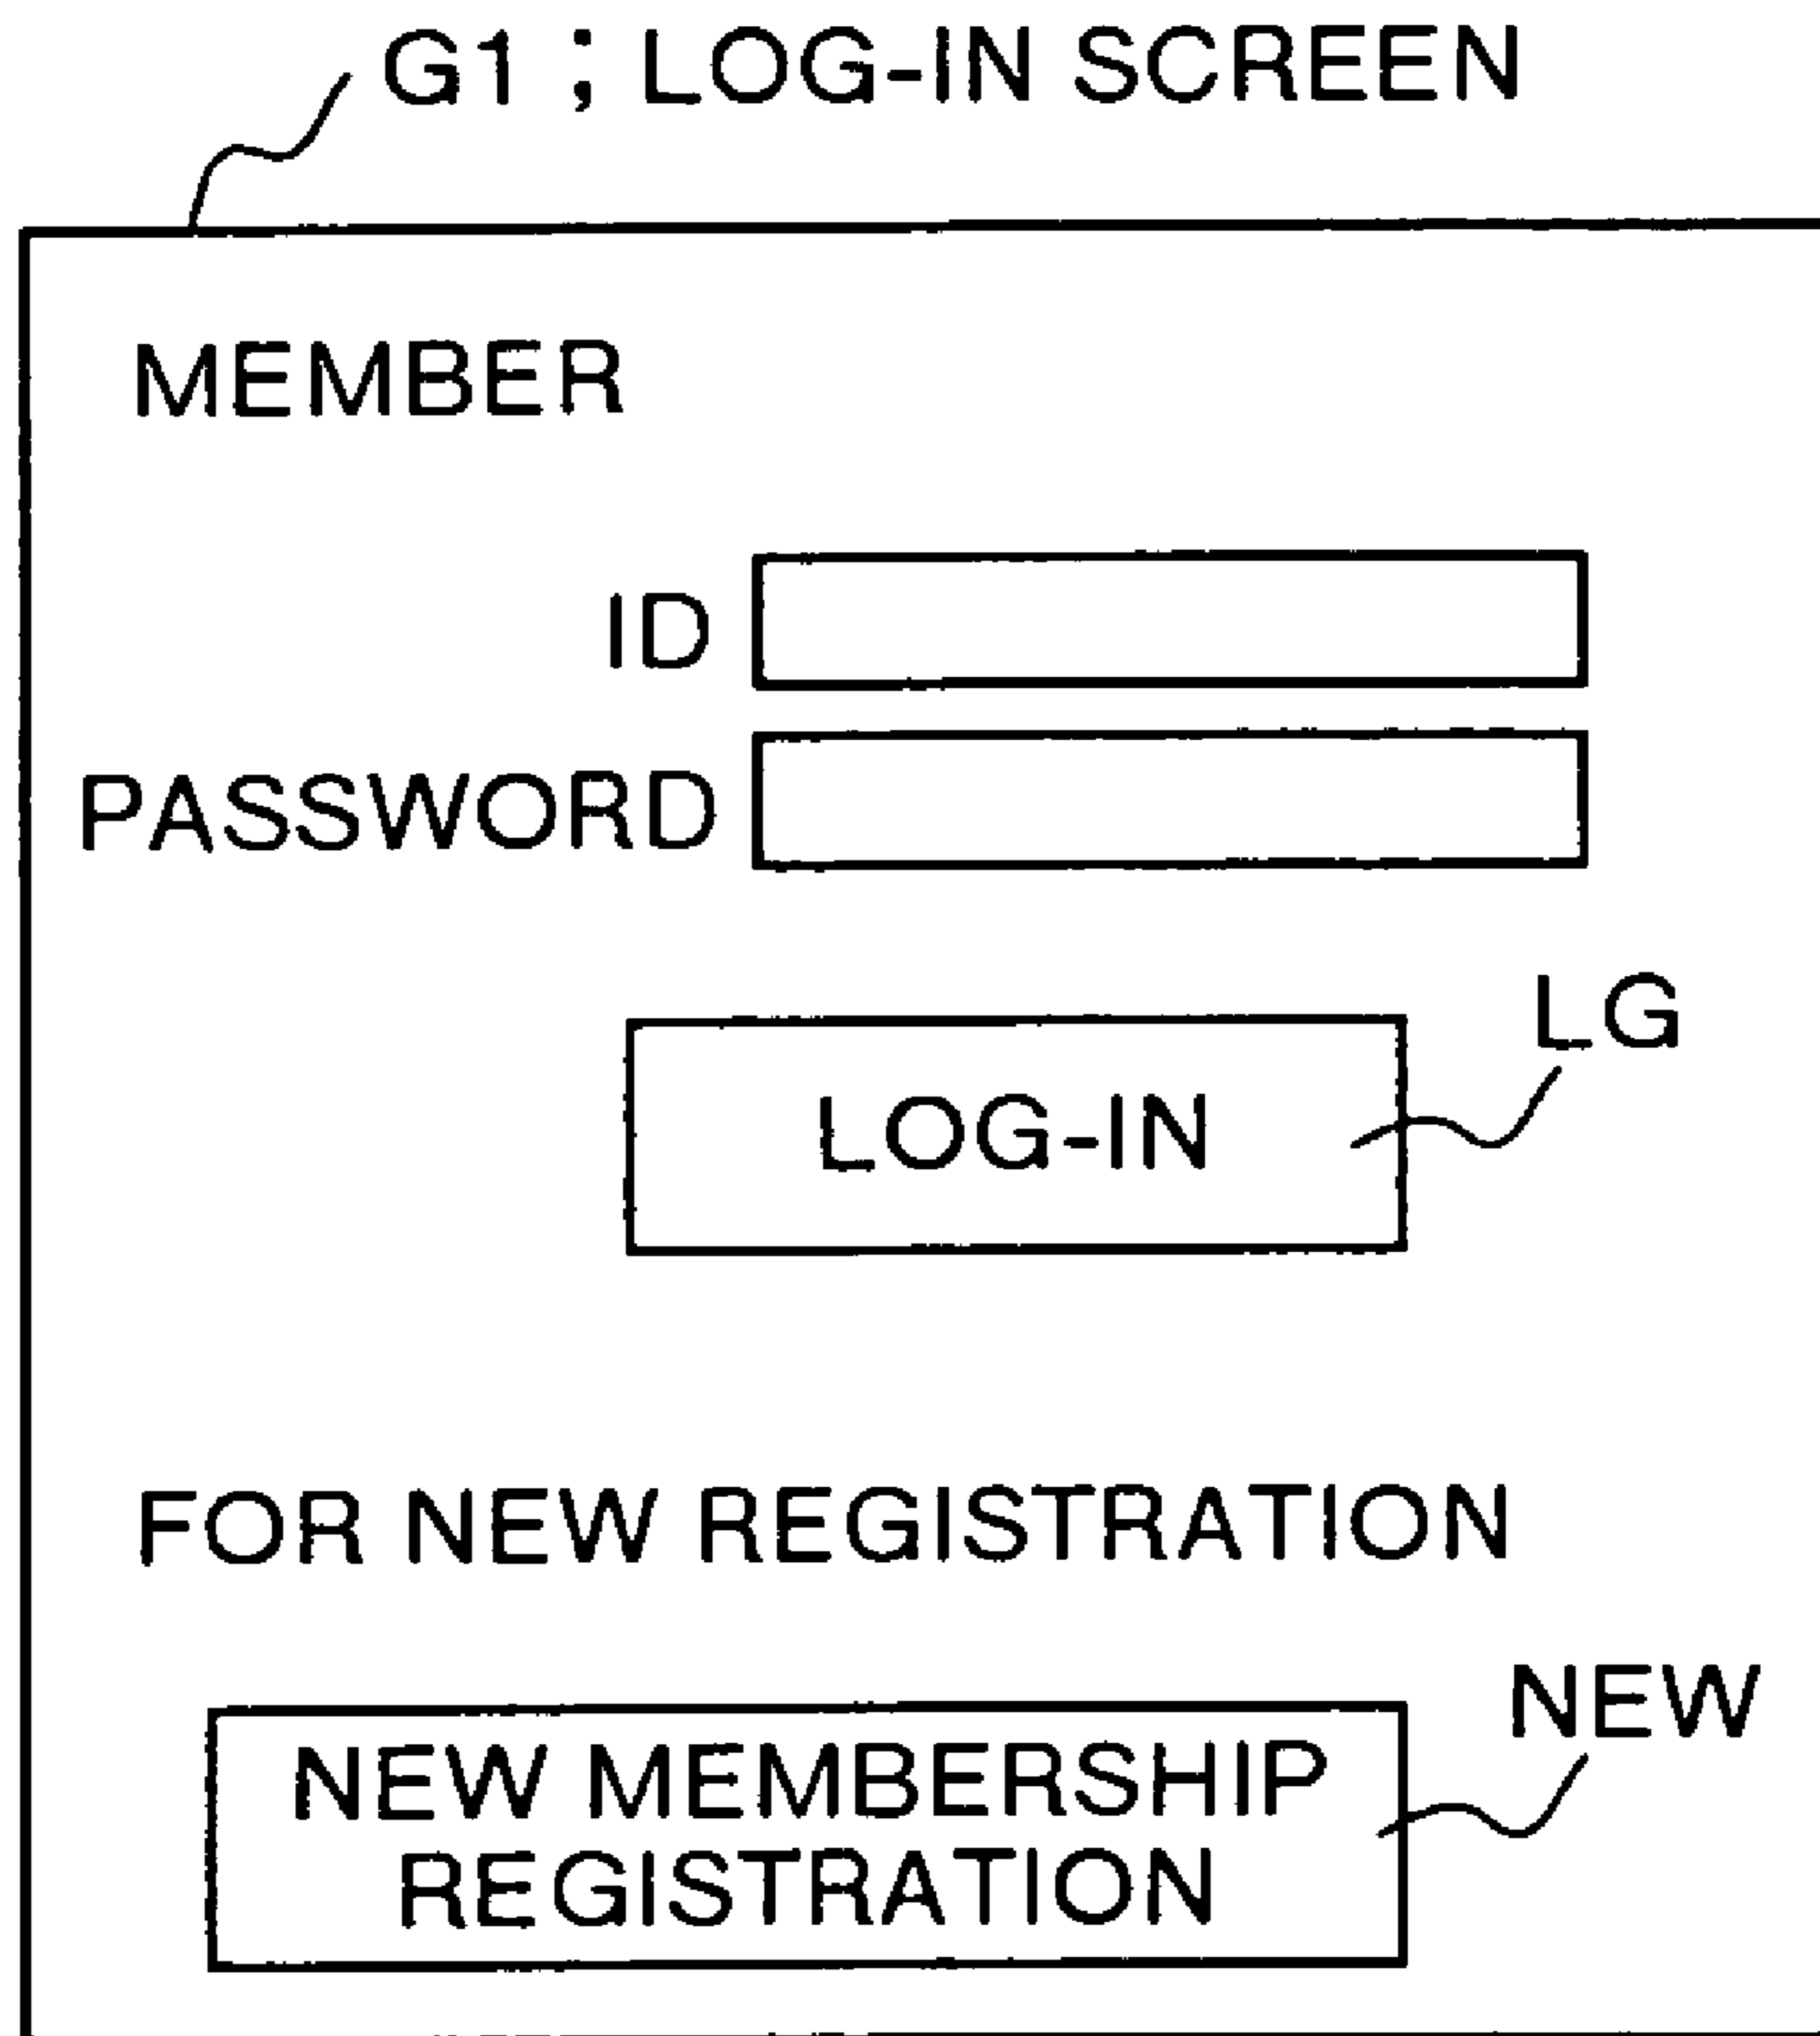 G1 ; LOG-IN SCREEN
MEMBER
ID
PASSWORD
LG
LOG-IN
FOR NEW REGISTRATION
NEW
NEW MEMBERSHIP
REGISTRATION